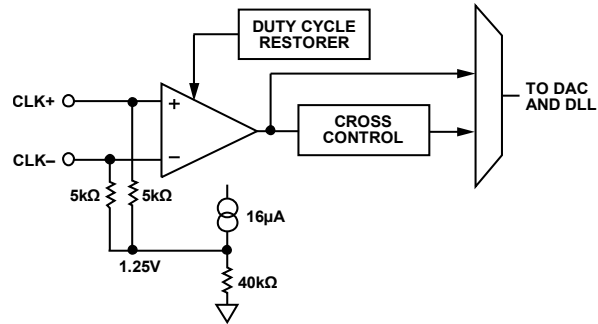 DUTY CYCLE
RESTORER
CLK+
+
TO DAC
AND DLL
CROSS
CONTROL
CLK–
–
5kΩ
5kΩ
16µA
1.25V
40kΩ